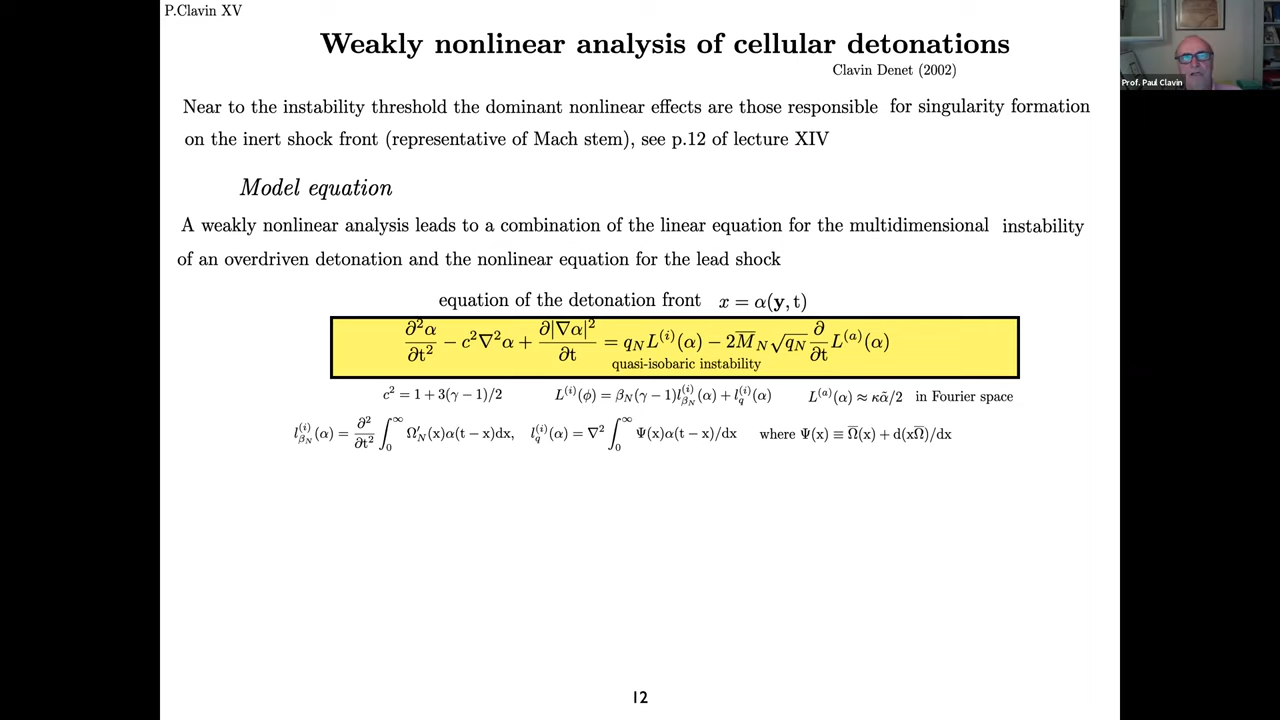 P.Clavin XV
Weakly nonlinear analysis of cellular detonations
Clavin Denet (2002)
Prof. Paul Clavin
Near to the instability threshold the dominant nonlinear effects are those responsible for singularity formation
on the inert shock front (representative of Mach stem), see p.12 of lecture XIV
Model equation
A weakly nonlinear analysis leads to a combination of the linear equation for the multidimensional instability
of an overdriven detonation and the nonlinear equation for the lead shock
equation of the detonation front x = α(y,t)
∂²α/∂t² − c²∇²α + ∂|∇α|²/∂t = q_N L^(i)(α) − 2M̅_N √q_N ∂/∂t L^(a)(α)
quasi-isobaric instability
c² = 1 + 3(γ − 1)/2 L^(i)(ϕ) = β_N(γ − 1)l^(i)_β_N(α) + l^(i)_q(α) L^(a)(α) ≈ κα̃/2 in Fourier space
l^(i)_β_N(α) = ∂²/∂t² ∫₀^∞ Ω′_N(x)α(t − x)dx, l^(i)_q(α) = ∇² ∫₀^∞ Ψ(x)α(t − x)/dx where Ψ(x) ≡ Ω̅(x) + d(xΩ̅)/dx
12